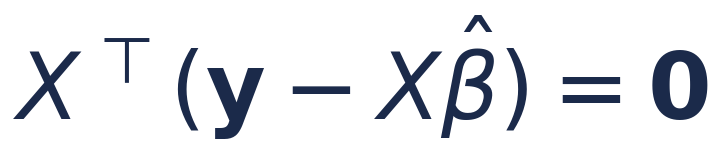 X⊤(𝐲 − Xβ̂) = 𝟎